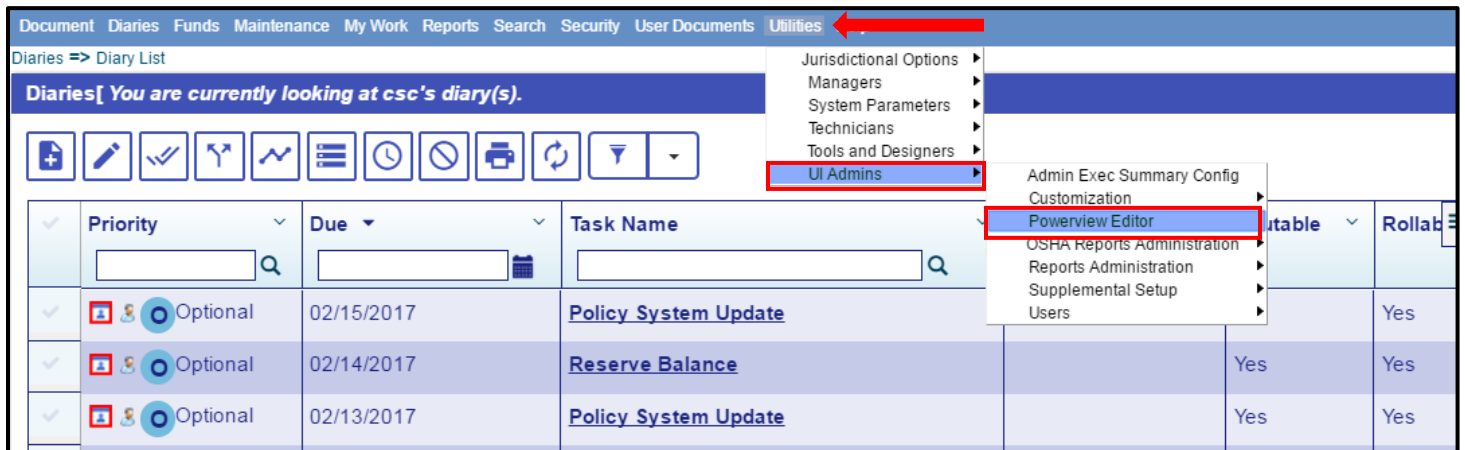 Document Diaries Funds Maintenance My Work Reports Search Security User Documents Utilities
Diaries => Diary List
Diaries[ You are currently looking at csc's diary(s).
Jurisdictional Options
Managers
System Parameters
Technicians
Tools and Designers
UI Admins
Admin Exec Summary Config
Customization
Powerview Editor
OSHA Reports Administration
Reports Administration
Supplemental Setup
Users
Priority Due Task Name utable Rollab
Optional 02/15/2017 Policy System Update Yes
Optional 02/14/2017 Reserve Balance Yes Yes
Optional 02/13/2017 Policy System Update Yes Yes